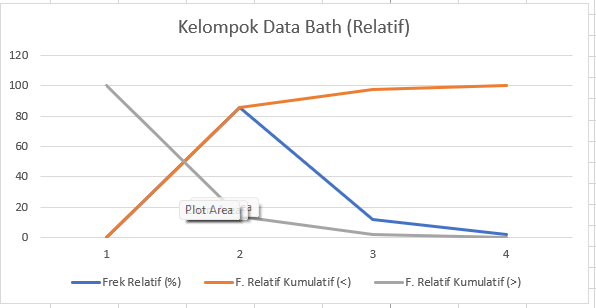 Kelompok Data Bath (Relatif)
120
100
80
60
40
20
0
Plot Area
a
1 2 3 4
Frek Relatif (%) F. Relatif Kumulatif (<) F. Relatif Kumulatif (>)